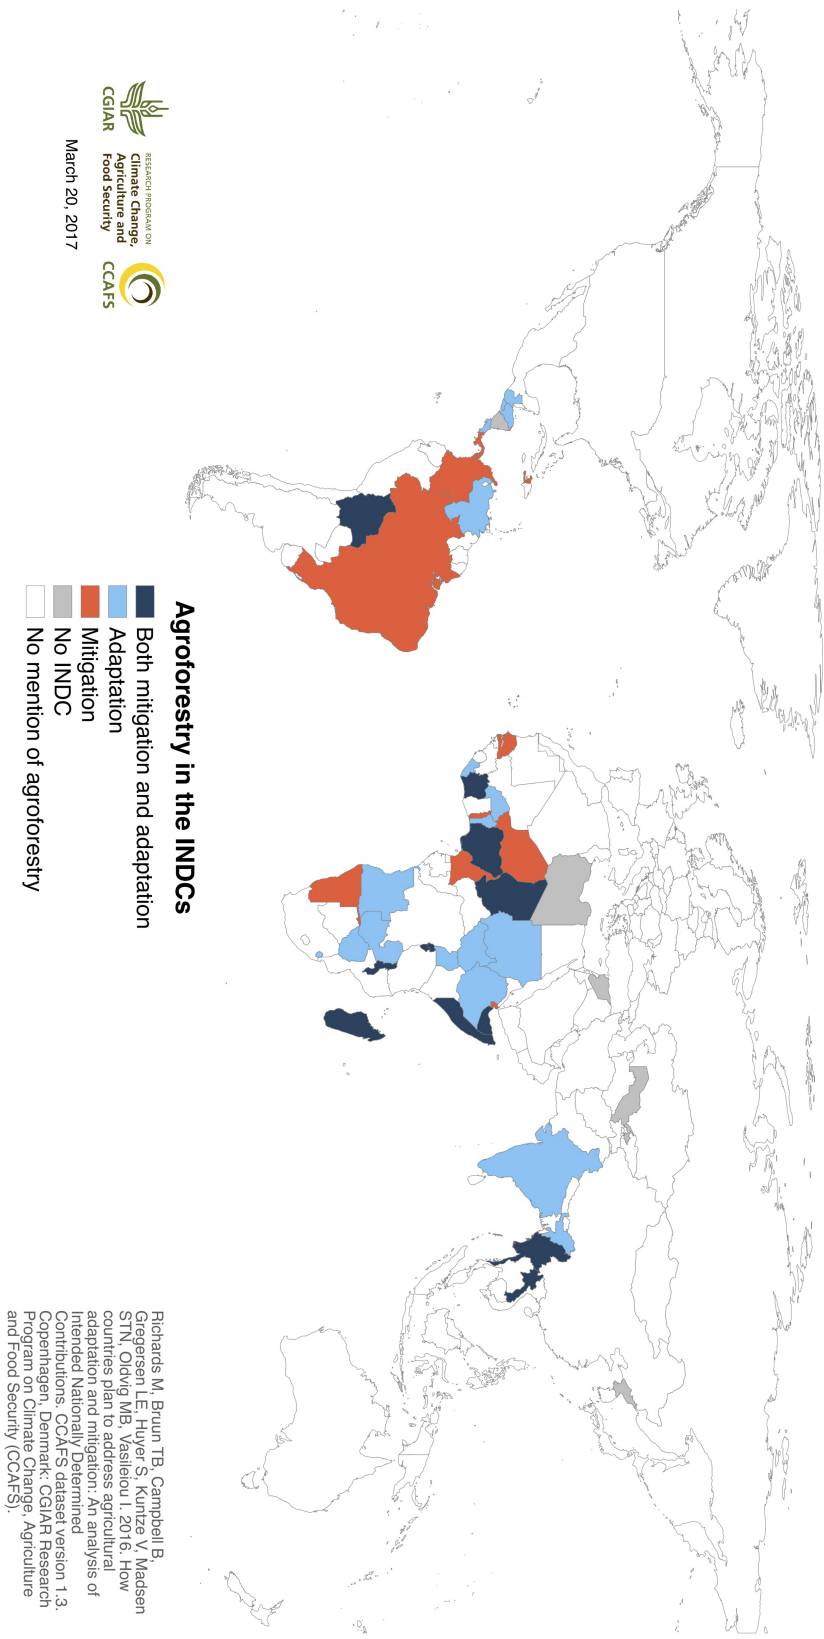 Agroforestry in the INDCs
Both mitigation and adaptation
Adaptation
Mitigation
No INDC
No mention of agroforestry
CGIAR
RESEARCH PROGRAM ON
Climate Change,
Agriculture and
Food Security
CCAFS
March 20, 2017
Richards M, Bruun TB, Campbell B,
Gregersen LE, Huyer S, Kuntze V, Madsen
STN, Oldvig MB, Vasileiou I. 2016. How
countries plan to address agricultural
adaptation and mitigation: An analysis of
Intended Nationally Determined
Contributions. CCAFS dataset version 1.3.
Copenhagen, Denmark: CGIAR Research
Program on Climate Change, Agriculture
and Food Security (CCAFS).